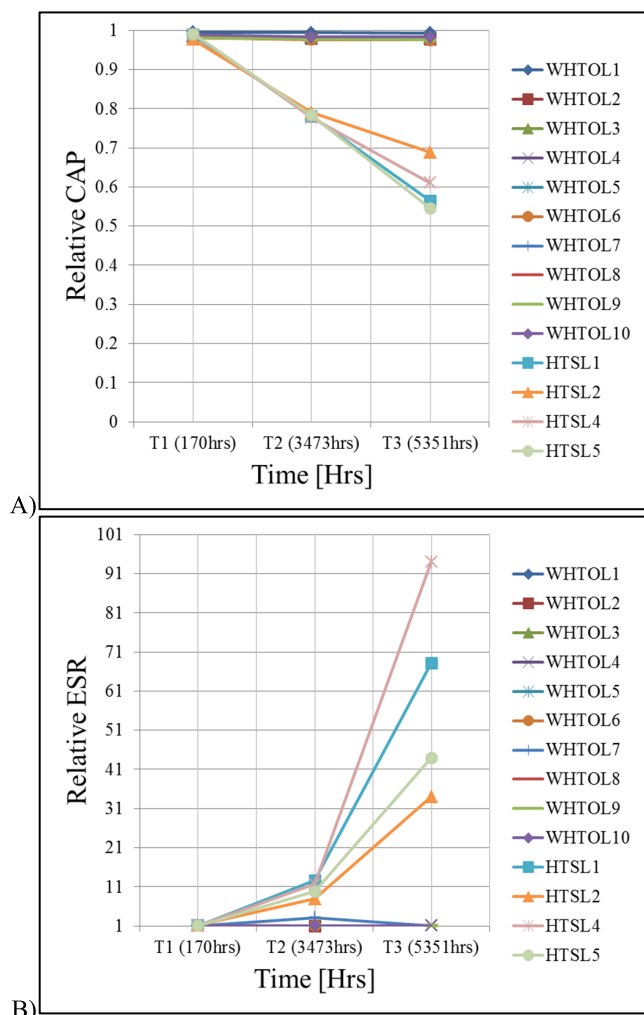 1
0.9
0.8
0.7
0.6
0.5
0.4
0.3
0.2
0.1
0
Relative CAP
T1 (170hrs) T2 (3473hrs) T3 (5351hrs)
Time [Hrs]
WHTOL1
WHTOL2
WHTOL3
WHTOL4
WHTOL5
WHTOL6
WHTOL7
WHTOL8
WHTOL9
WHTOL10
HTSL1
HTSL2
HTSL4
HTSL5
A)
101
91
81
71
61
51
41
31
21
11
1
Relative ESR
T1 (170hrs) T2 (3473hrs) T3 (5351hrs)
Time [Hrs]
WHTOL1
WHTOL2
WHTOL3
WHTOL4
WHTOL5
WHTOL6
WHTOL7
WHTOL8
WHTOL9
WHTOL10
HTSL1
HTSL2
HTSL4
HTSL5
B)